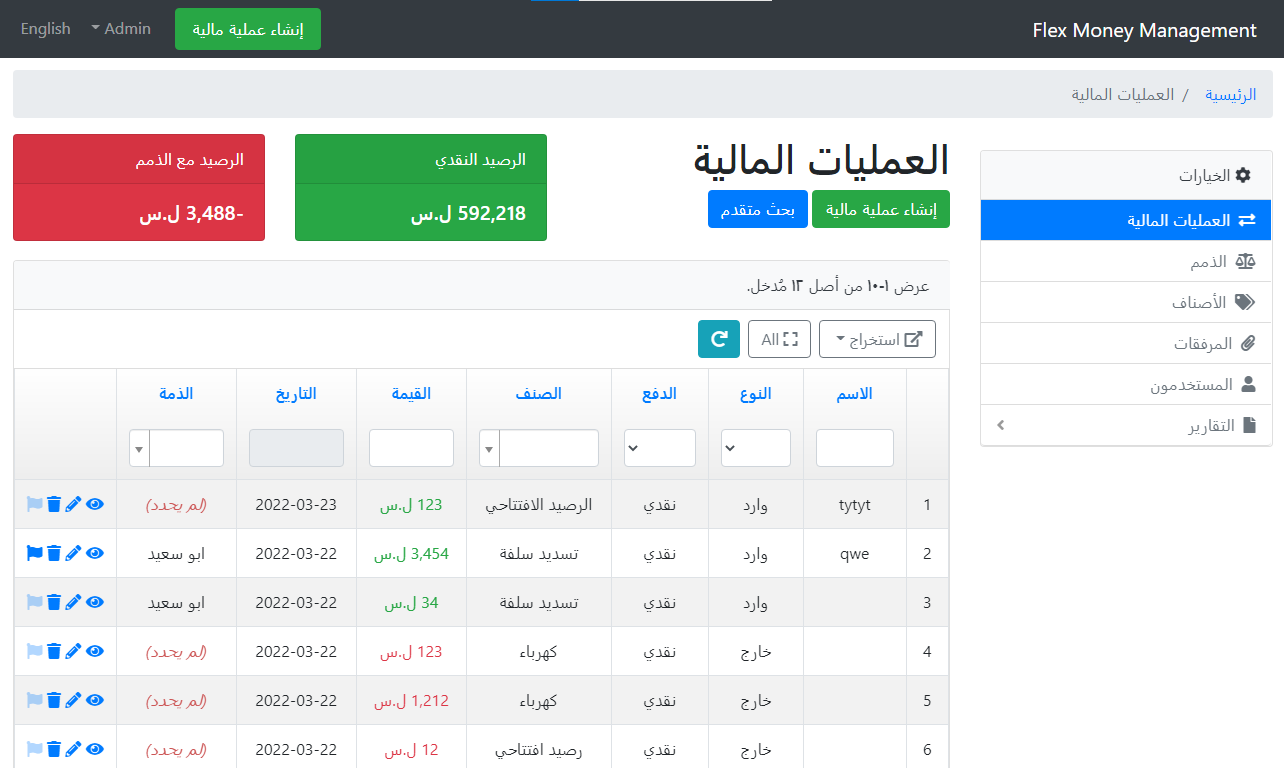 Flex Money Management
إنشاء عملية مالية
Admin
English
الرئيسية / العمليات المالية
الخيارات
العمليات المالية
الذمم
الأصناف
المرفقات
المستخدمون
التقارير
العمليات المالية
إنشاء عملية مالية
بحث متقدم
الرصيد النقدي
592,218 ل.س
الرصيد مع الذمم
-3,488 ل.س
عرض ١-١٠ من أصل ١٢ مُدخل.
استخراج
All
الاسم النوع الدفع الصنف القيمة التاريخ الذمة
1 tytyt وارد نقدي الرصيد الافتتاحي 123 ل.س 2022-03-23 (لم يحدد)
2 qwe وارد نقدي تسديد سلفة 3,454 ل.س 2022-03-22 ابو سعيد
3 وارد نقدي تسديد سلفة 34 ل.س 2022-03-22 ابو سعيد
4 خارج نقدي كهرباء 123 ل.س 2022-03-22 (لم يحدد)
5 خارج نقدي كهرباء 1,212 ل.س 2022-03-22 (لم يحدد)
6 خارج نقدي رصيد افتتاحي 12 ل.س 2022-03-22 (لم يحدد)